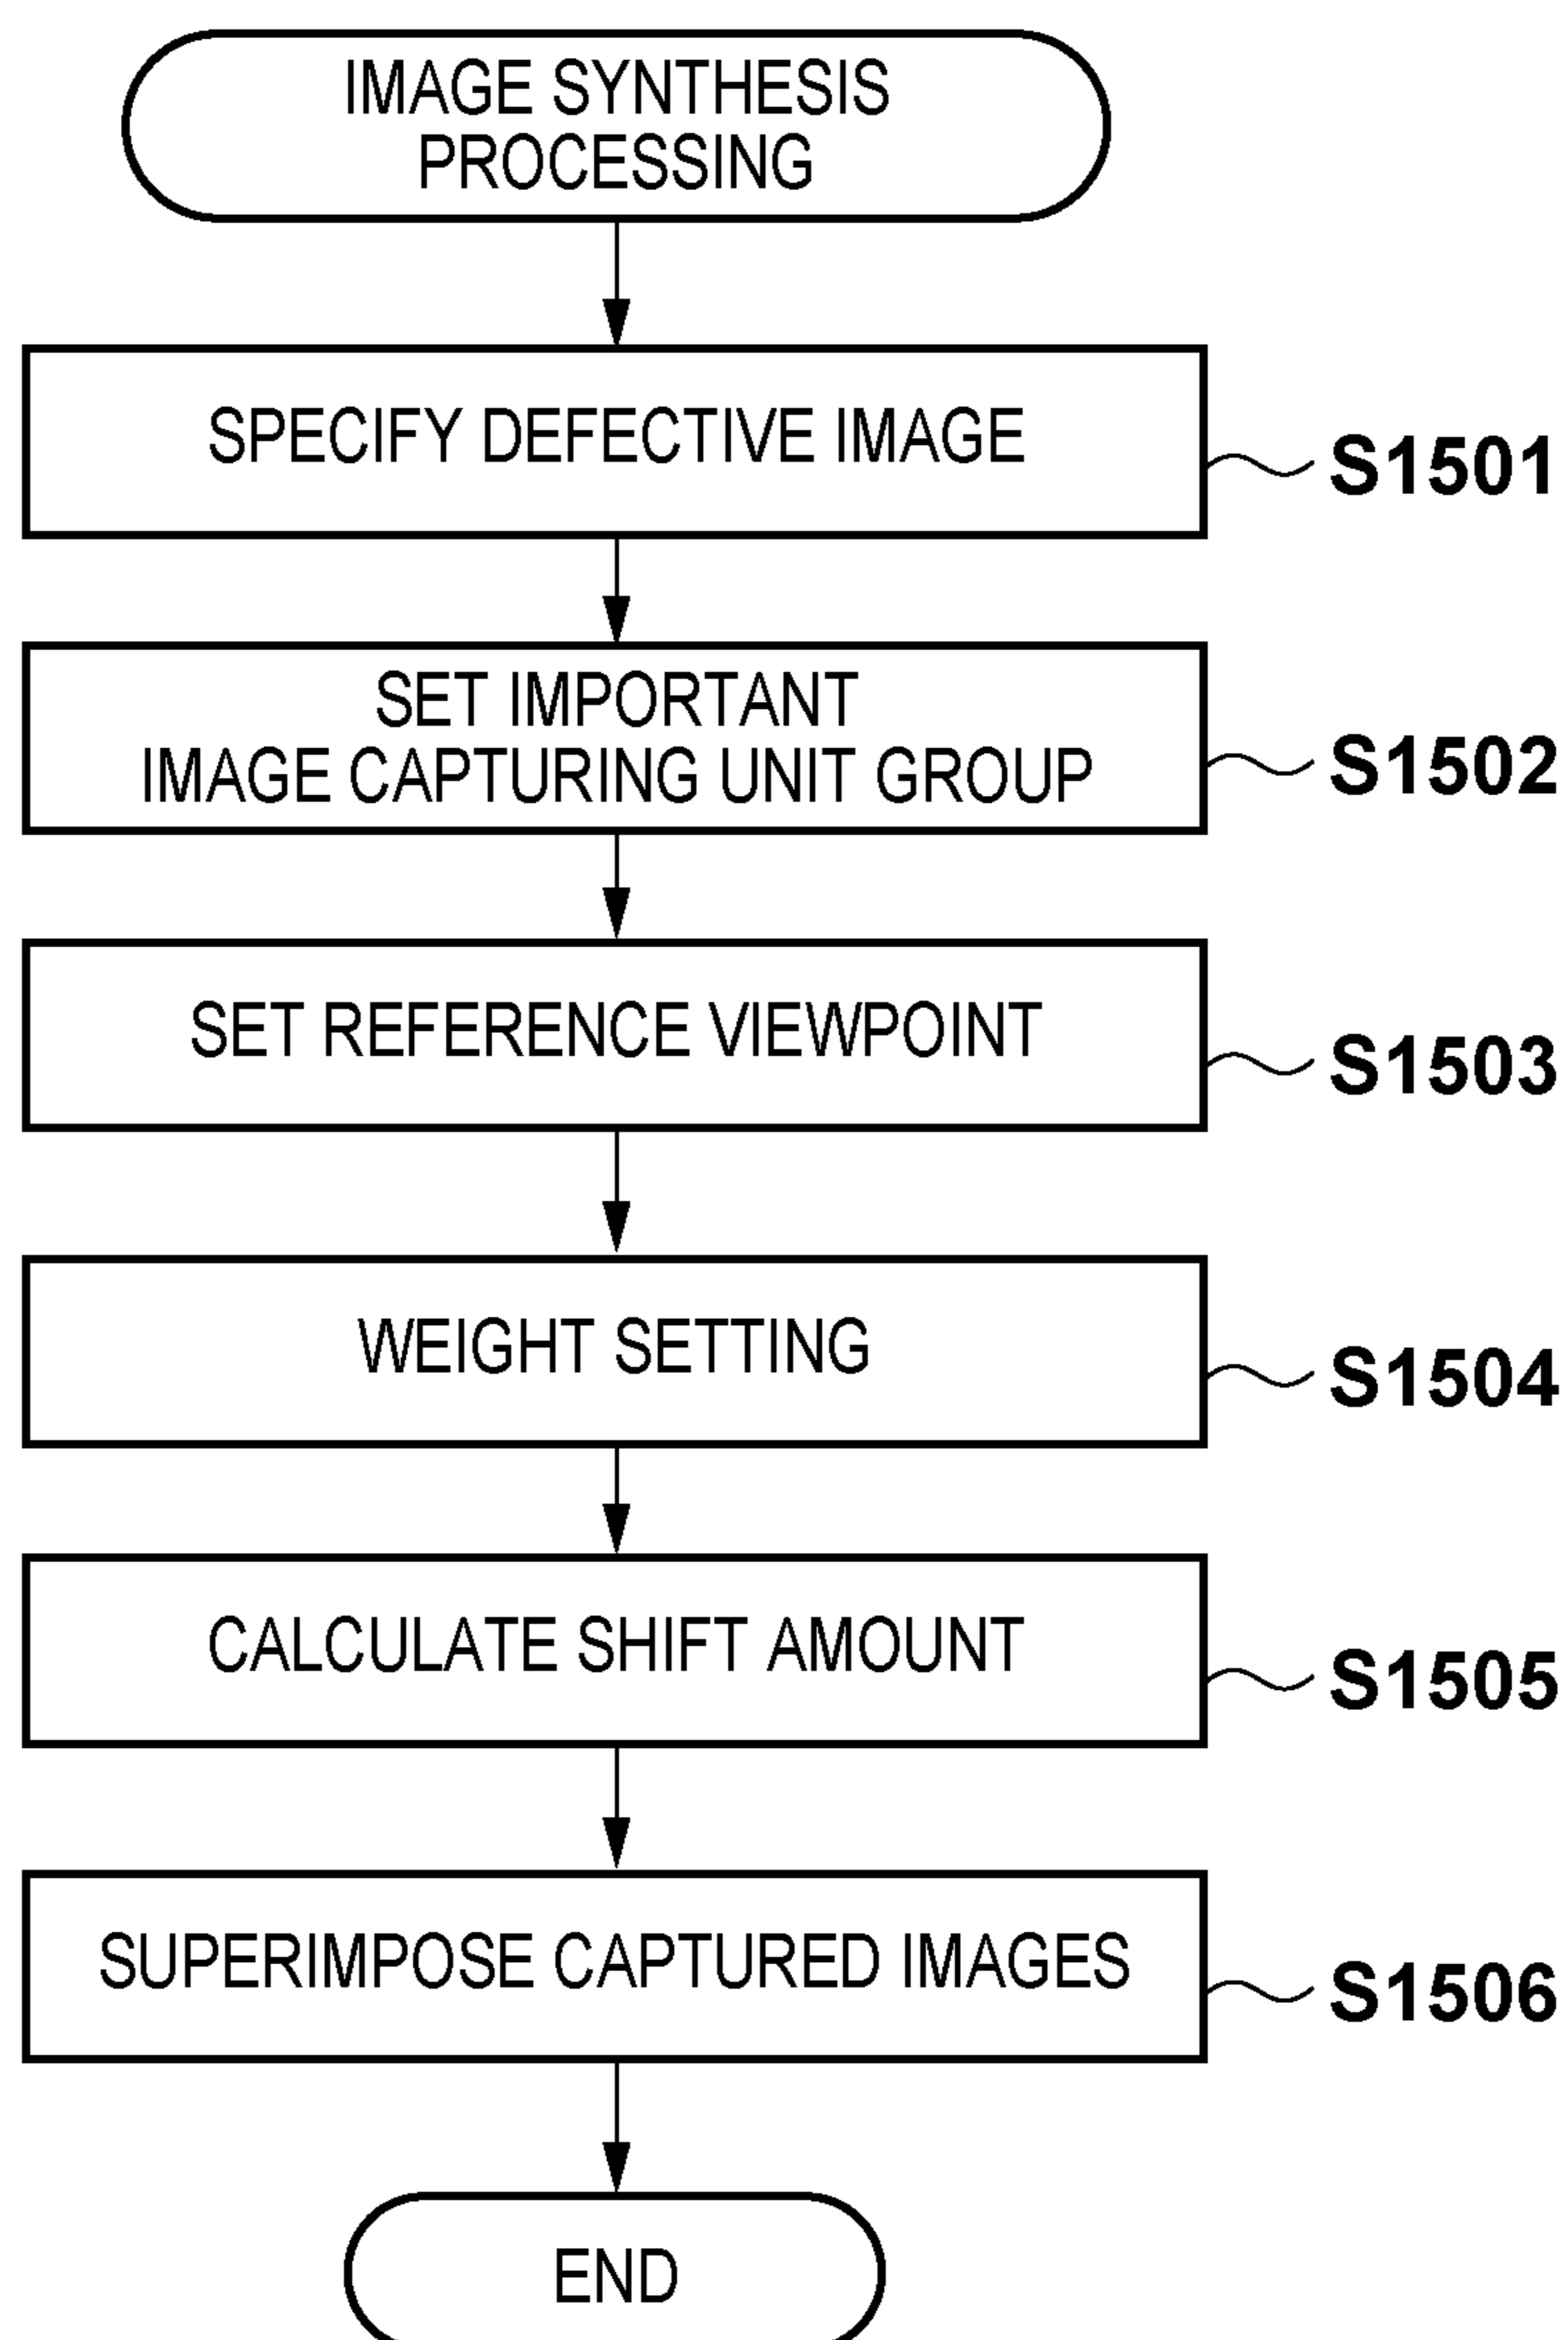 IMAGE SYNTHESIS
PROCESSING
SPECIFY DEFECTIVE IMAGE
S1501
SET IMPORTANT
IMAGE CAPTURING UNIT GROUP
S1502
SET REFERENCE VIEWPOINT
S1503
WEIGHT SETTING
S1504
CALCULATE SHIFT AMOUNT
S1505
SUPERIMPOSE CAPTURED IMAGES
S1506
END